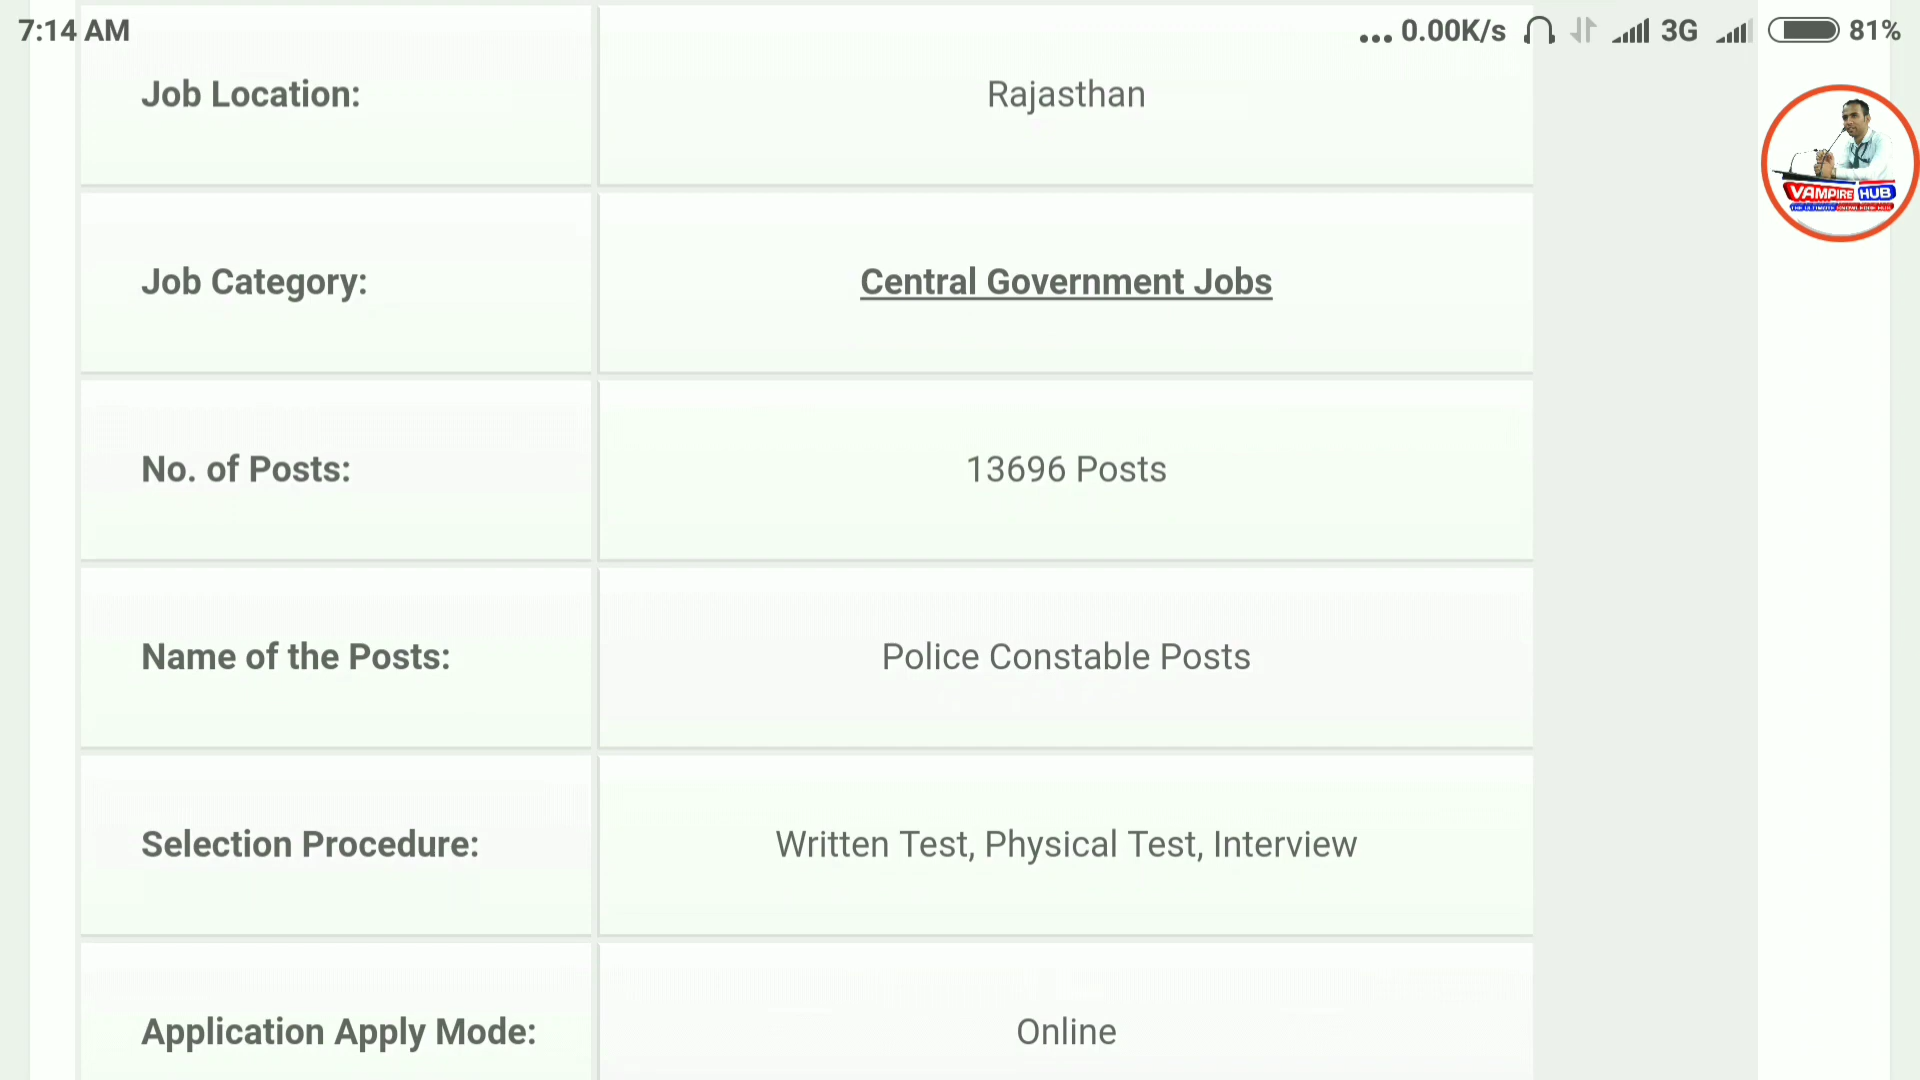 7:14 AM
... 0.00K/s 3G 81%
Job Location: Rajasthan
VAMPIRE HUB
Job Category: Central Government Jobs
No. of Posts: 13696 Posts
Name of the Posts: Police Constable Posts
Selection Procedure: Written Test, Physical Test, Interview
Application Apply Mode: Online